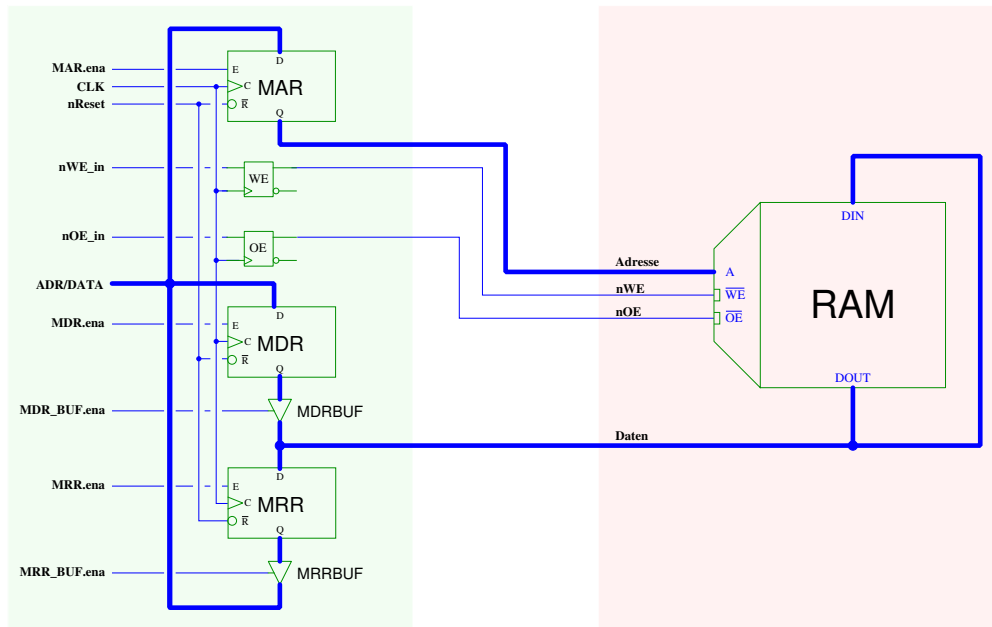 D
MAR.ena
E
CLK
C
MAR
nReset
R
Q
nWE_in
WE
DIN
nOE_in
OE
Adresse
A
ADR/DATA
nWE
WE
RAM
nOE
OE
D
MDR.ena
E
C
MDR
R
Q
DOUT
MDR_BUF.ena
MDRBUF
Daten
D
MRR.ena
E
C
MRR
R
Q
MRR_BUF.ena
MRRBUF